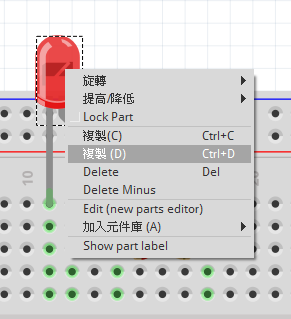 旋轉
提高/降低
Lock Part
複製(C) Ctrl+C
複製 (D) Ctrl+D
Delete Del
Delete Minus
Edit (new parts editor)
加入元件庫 (A)
Show part label
10
20